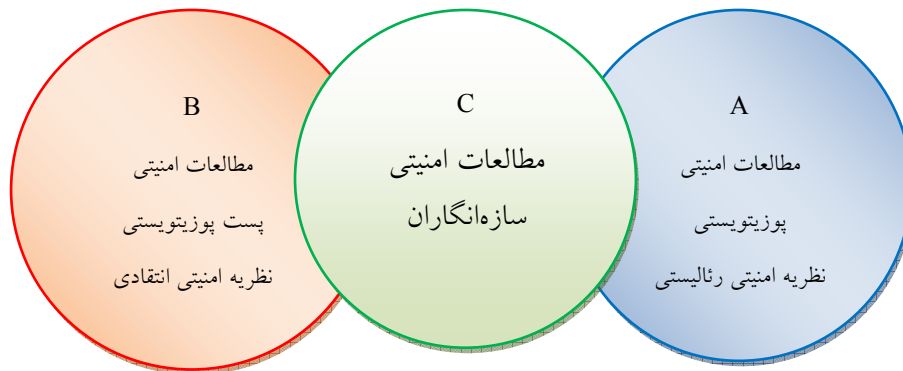 A
مطالعات امنیتی
پوزیتویستی
نظریه امنیتی رئالیستی
C
مطالعات امنیتی
سازه‌انگاران
B
مطالعات امنیتی
پست پوزیتویستی
نظریه امنیتی انتقادی